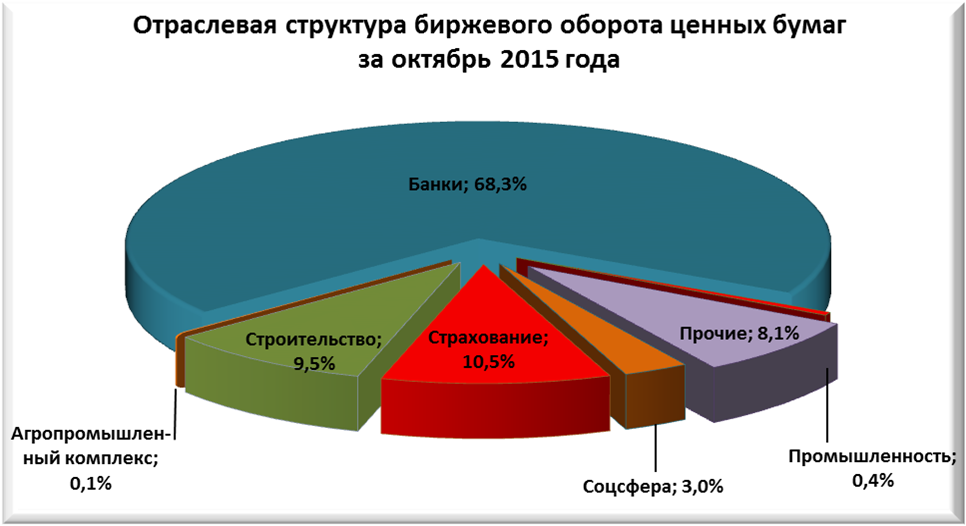 Отраслевая структура биржевого оборота ценных бумаг
за октябрь 2015 года
Банки; 68,3%
Строительство;
9,5%
Страхование;
10,5%
Прочие; 8,1%
Агропромышлен-
ный комплекс;
0,1%
Соцсфера; 3,0%
Промышленность;
0,4%